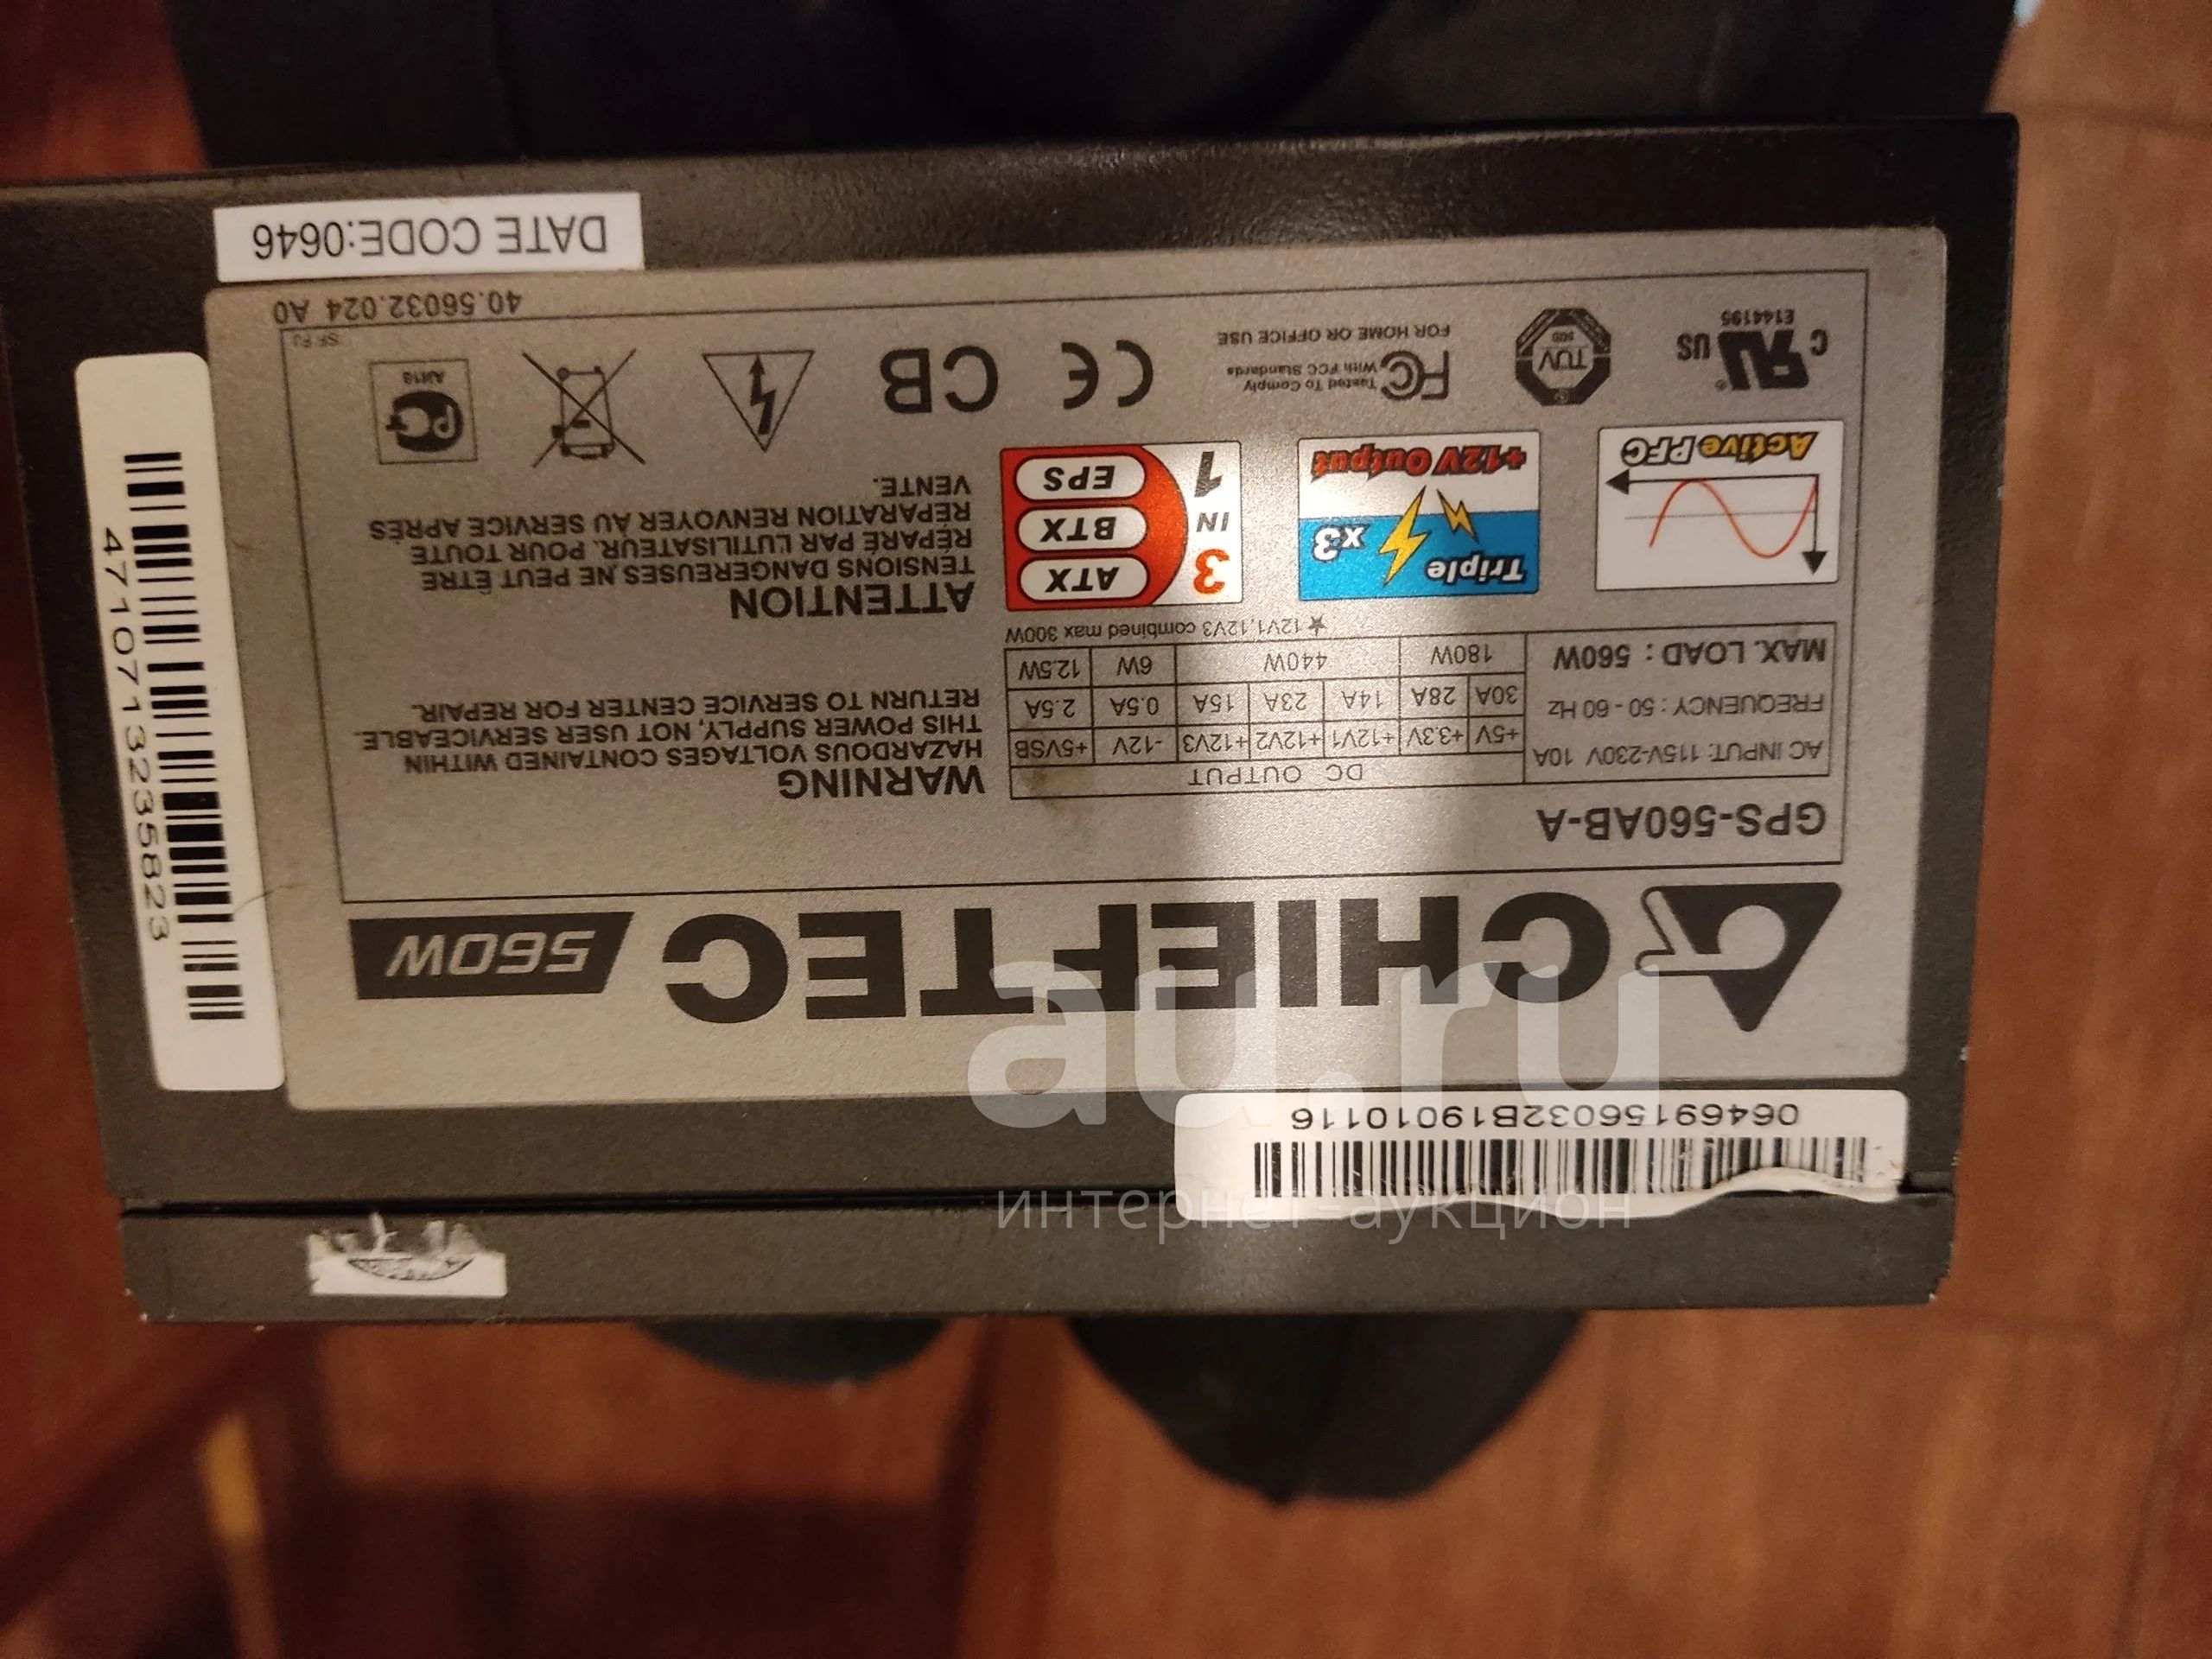 06469156032B19010116
CHIEFTEC 560W
GPS-560AB-A
AC INPUT: 115V-230V 10A
FREQUENCY : 50 - 60 Hz
MAX. LOAD : 560W
DC OUTPUT
+5V +3.3V +12V1 +12V2 +12V3 -12V +5VSB
30A 28A 14A 23A 15A 0.5A 2.5A
180W 440W 6W 12.5W
★ 12V1,12V3 combined max 300W
WARNING
HAZARDOUS VOLTAGES CONTAINED WITHIN
THIS POWER SUPPLY, NOT USER SERVICEABLE.
RETURN TO SERVICE CENTER FOR REPAIR.
ATTENTION
TENSIONS DANGEREUSES NE PEUT ÊTRE
RÉPARÉ PAR L'UTILISATEUR. POUR TOUTE
RÉPARATION RENVOYER AU SERVICE APRÈS
VENTE.
Active PFC
Triple
x3
+12V Output
3 IN 1
ATX
BTX
EPS
C US
E144195
TÜV
FC
Tested To Comply
With FCC Standards
FOR HOME OR OFFICE USE
CE CB
РС
40.56032.024 A0
DATE CODE:0646
4710713235823
au.ru
интернет-аукцион